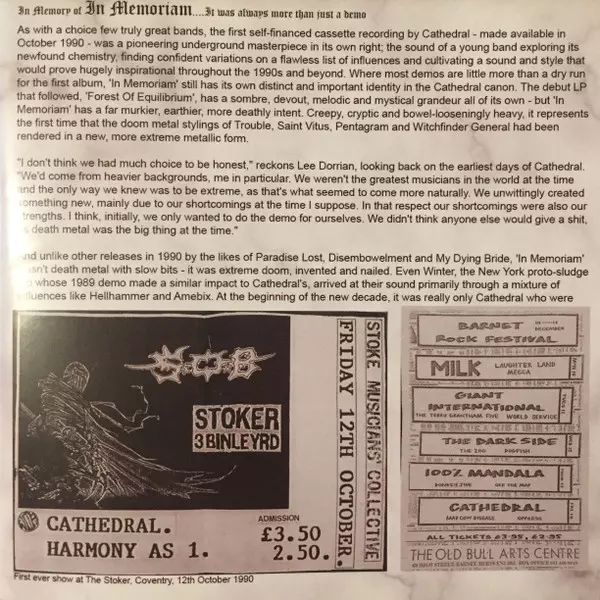 In Memory of In Memoriam....It was always more than just a demo
As with a choice few truly great bands, the first self-financed cassette recording by Cathedral - made available in
October 1990 - was a pioneering underground masterpiece in its own right; the sound of a young band exploring its
newfound chemistry, finding confident variations on a flawless list of influences and cultivating a sound and style that
would prove hugely inspirational throughout the 1990s and beyond. Where most demos are little more than a dry run
for the first album, 'In Memoriam' still has its own distinct and important identity in the Cathedral canon. The debut LP
that followed, 'Forest Of Equilibrium', has a sombre, devout, melodic and mystical grandeur all of its own - but 'In
Memoriam' has a far murkier, earthier, more deathly intent. Creepy, cryptic and bowel-looseningly heavy, it represents
the first time that the doom metal stylings of Trouble, Saint Vitus, Pentagram and Witchfinder General had been
rendered in a new, more extreme metallic form.
"I don't think we had much choice to be honest," reckons Lee Dorrian, looking back on the earliest days of Cathedral.
"We'd come from heavier backgrounds, me in particular. We weren't the greatest musicians in the world at the time
and the only way we knew was to be extreme, as that's what seemed to come more naturally. We unwittingly created
omething new, mainly due to our shortcomings at the time I suppose. In that respect our shortcomings were also our
trengths. I think, initially, we only wanted to do the demo for ourselves. We didn't think anyone else would give a shit,
s death metal was the big thing at the time."
nd unlike other releases in 1990 by the likes of Paradise Lost, Disembowelment and My Dying Bride, 'In Memoriam'
sn't death metal with slow bits - it was extreme doom, invented and nailed. Even Winter, the New York proto-sludge
whose 1989 demo made a similar impact to Cathedral's, arrived at their sound primarily through a mixture of
fluences like Hellhammer and Amebix. At the beginning of the new decade, it was really only Cathedral who were
S.C.B
STOKER
3 BINLEYRD
STOKE MUSICIANS' COLLECTIVE
FRIDAY 12TH OCTOBER.
CATHEDRAL.
HARMONY AS 1.
ADMISSION
£3.50
2.50.
First ever show at The Stoker, Coventry, 12th October 1990
BARNET
ROCK FESTIVAL
MILK
LAUGHTER LAND
MECCA
GIANT
INTERNATIONAL
WORLD SERVICE
THE DARK SIDE
100% MANDALA
CATHEDRAL
ALL TICKETS £3.95, £2.95
THE OLD BULL ARTS CENTRE